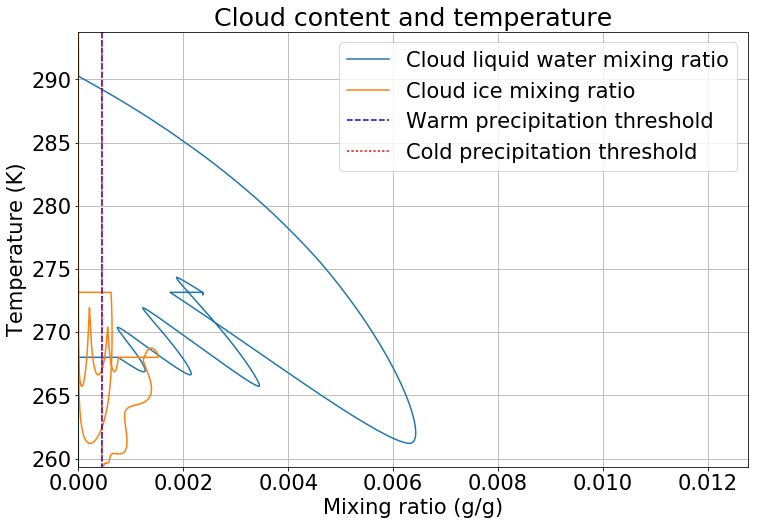 Cloud content and temperature
Cloud liquid water mixing ratio
Cloud ice mixing ratio
Warm precipitation threshold
Cold precipitation threshold
Temperature (K)
290
285
280
275
270
265
260
0.000 0.002 0.004 0.006 0.008 0.010 0.012
Mixing ratio (g/g)